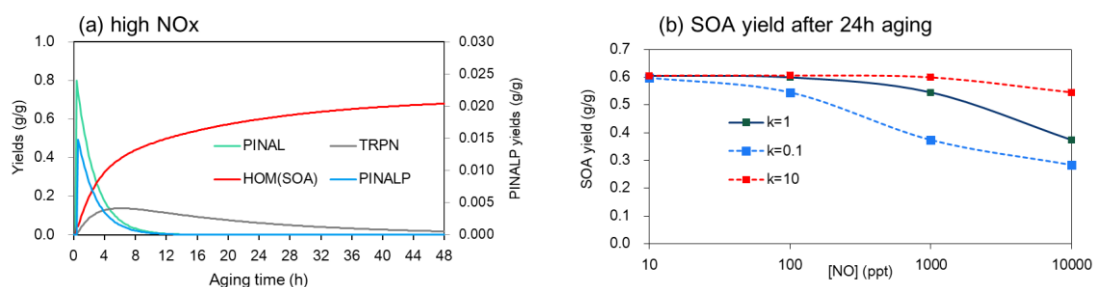 (a) high NOx
Yields (g/g)
1.0
0.8
0.6
0.4
0.2
0.0
0.030
0.025
0.020
0.015
0.010
0.005
0.000
PINALP yields (g/g)
PINAL
TRPN
HOM(SOA)
PINALP
0 4 8 12 16 20 24 28 32 36 40 44 48
Aging time (h)
(b) SOA yield after 24h aging
SOA yield (g/g)
0.7
0.6
0.5
0.4
0.3
0.2
0.1
0.0
k=1
k=0.1
k=10
10 100 1000 10000
[NO] (ppt)